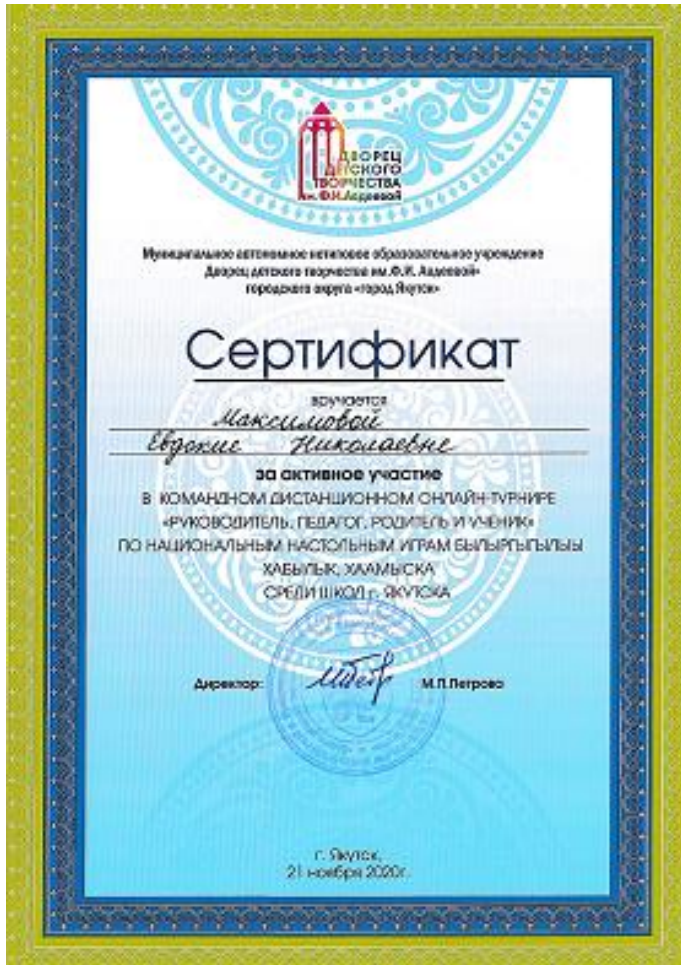 ДВОРЕЦ
ДЕТСКОГО
ТВОРЧЕСТВА
им. Ф.И.Авдеевой
Муниципальное автономное нетиповое образовательное учреждение
Дворец детского творчества им.Ф.И. Авдеевой»
городского округа «город Якутск»
Сертификат
вручается
Максимовой
Евдокие Николаевне
за активное участие
В КОМАНДНОМ ДИСТАНЦИОННОМ ОНЛАЙН-ТУРНИРЕ
«РУКОВОДИТЕЛЬ, ПЕДАГОГ, РОДИТЕЛЬ И УЧЕНИК»
ПО НАЦИОНАЛЬНЫМ НАСТОЛЬНЫМ ИГРАМ БЫЛЫРГЫГЫЛЫЫ
ХАБЫЛЫК, ХААМЫСКА
СРЕДИ ШКОЛ г. ЯКУТСКА
Директор: М.П.Петрова
г. Якутск,
21 ноября 2020г.